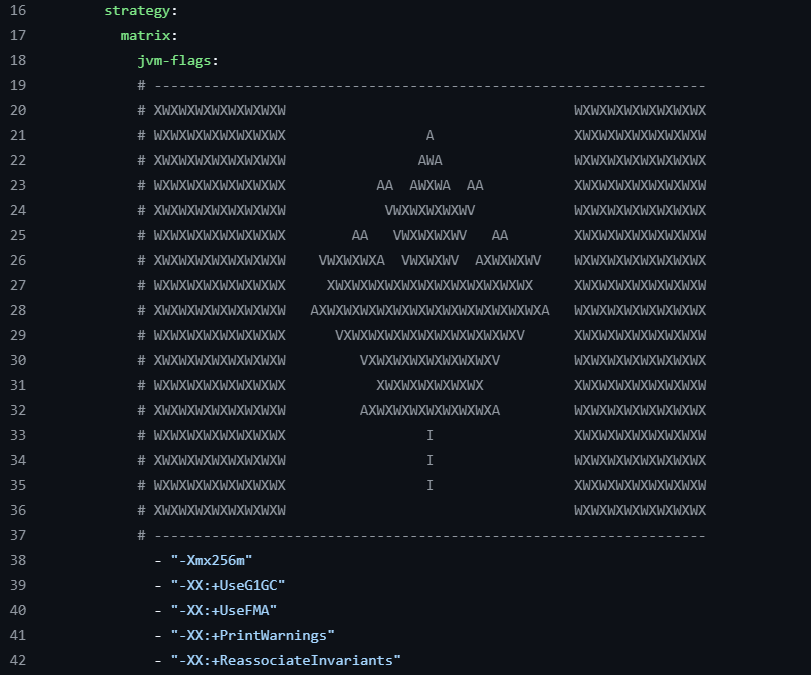 16 strategy:
17 matrix:
18 jvm-flags:
19 # -------------------------------------------------------------------
20 # XWXWXWXWXWXWXWXW                                   WXWXWXWXWXWXWXWX
21 # WXWXWXWXWXWXWXWX                 A                 XWXWXWXWXWXWXWXW
22 # XWXWXWXWXWXWXWXW                AWA                WXWXWXWXWXWXWXWX
23 # WXWXWXWXWXWXWXWX           AA  AWXWA  AA           XWXWXWXWXWXWXWXW
24 # XWXWXWXWXWXWXWXW            VWXWXWXWXWV            WXWXWXWXWXWXWXWX
25 # WXWXWXWXWXWXWXWX        AA   VWXWXWXWV   AA        XWXWXWXWXWXWXWXW
26 # XWXWXWXWXWXWXWXW    VWXWXWXA  VWXWXWV  AXWXWXWV    WXWXWXWXWXWXWXWX
27 # WXWXWXWXWXWXWXWX     XWXWXWXWXWXWXWXWXWXWXWXWX     XWXWXWXWXWXWXWXW
28 # XWXWXWXWXWXWXWXW   AXWXWXWXWXWXWXWXWXWXWXWXWXWXA   WXWXWXWXWXWXWXWX
29 # WXWXWXWXWXWXWXWX      VXWXWXWXWXWXWXWXWXWXWXV      XWXWXWXWXWXWXWXW
30 # XWXWXWXWXWXWXWXW         VXWXWXWXWXWXWXWXV         WXWXWXWXWXWXWXWX
31 # WXWXWXWXWXWXWXWX           XWXWXWXWXWXWX           XWXWXWXWXWXWXWXW
32 # XWXWXWXWXWXWXWXW         AXWXWXWXWXWXWXWXA         WXWXWXWXWXWXWXWX
33 # WXWXWXWXWXWXWXWX                 I                 XWXWXWXWXWXWXWXW
34 # XWXWXWXWXWXWXWXW                 I                 WXWXWXWXWXWXWXWX
35 # WXWXWXWXWXWXWXWX                 I                 XWXWXWXWXWXWXWXW
36 # XWXWXWXWXWXWXWXW                                   WXWXWXWXWXWXWXWX
37 # -------------------------------------------------------------------
38 - "-Xmx256m"
39 - "-XX:+UseG1GC"
40 - "-XX:+UseFMA"
41 - "-XX:+PrintWarnings"
42 - "-XX:+ReassociateInvariants"